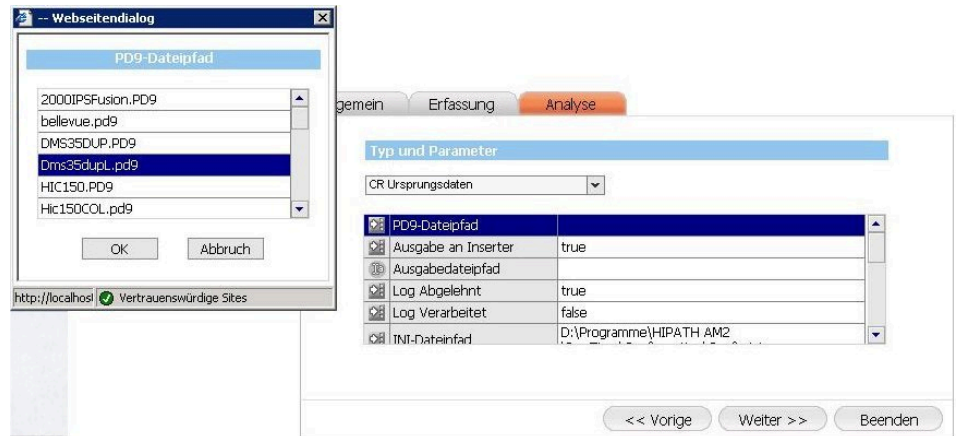 -- Webseitendialog
PD9-Dateipfad
2000IPSFusion.PD9
bellevue.pd9
DMS35DUP.PD9
Dms35dupL.pd9
HIC150.PD9
Hic150COL.pd9
OK Abbruch
http://localhos Vertrauenswürdige Sites
gemein Erfassung Analyse
Typ und Parameter
CR Ursprungsdaten
PD9-Dateipfad
Ausgabe an Inserter true
Ausgabedateipfad
Log Abgelehnt true
Log Verarbeitet false
INI-Dateipfad D:\Programme\HIPATH AM2
<< Vorige Weiter >> Beenden